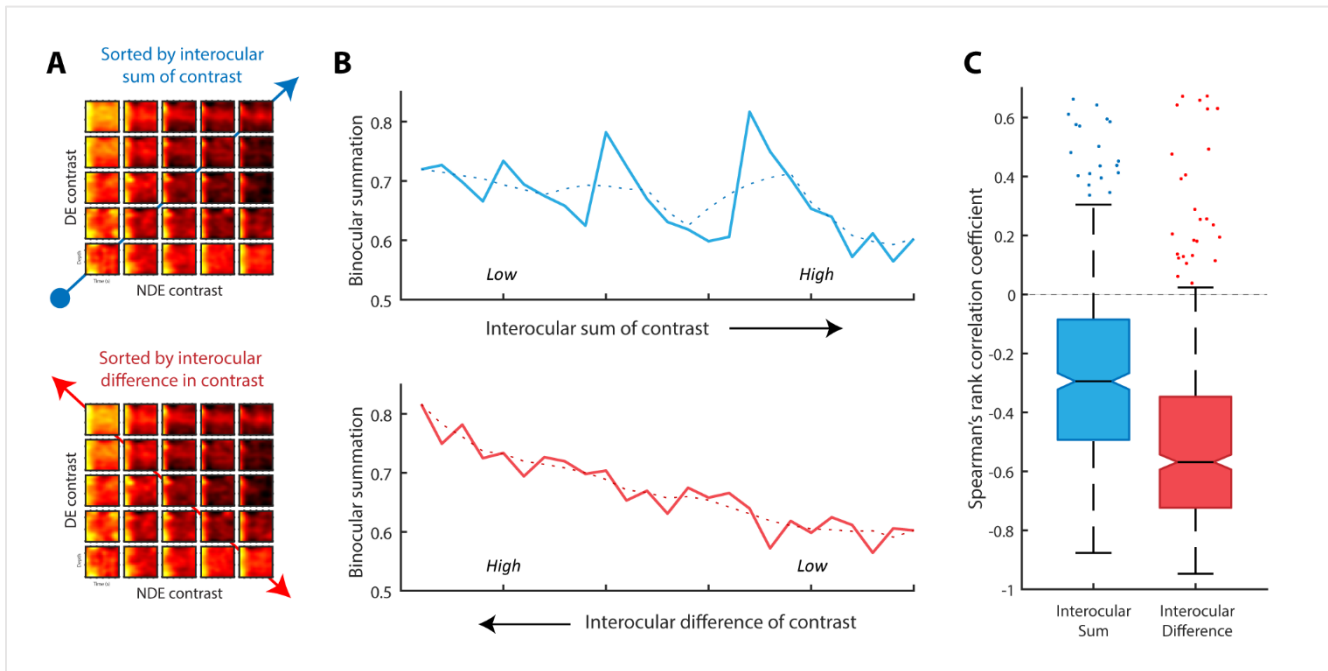 A
Sorted by interocular
sum of contrast
DE contrast
Depth
Time (s)
NDE contrast
Sorted by interocular
difference in contrast
DE contrast
Depth
Time (s)
NDE contrast
B
Binocular summation
0.8
0.7
0.6
0.5
Low
High
Interocular sum of contrast
Binocular summation
0.8
0.7
0.6
0.5
High
Low
Interocular difference of contrast
C
Spearman's rank correlation coefficient
0.6
0.4
0.2
0
-0.2
-0.4
-0.6
-0.8
-1
Interocular
Sum
Interocular
Difference